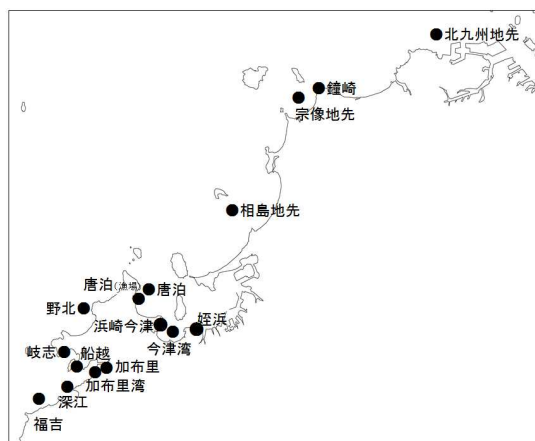 北九州地先
鐘崎
宗像地先
相島地先
唐泊(漁場)
唐泊
野北
浜崎今津
姪浜
今津湾
岐志
船越
加布里
加布里湾
深江
福吉